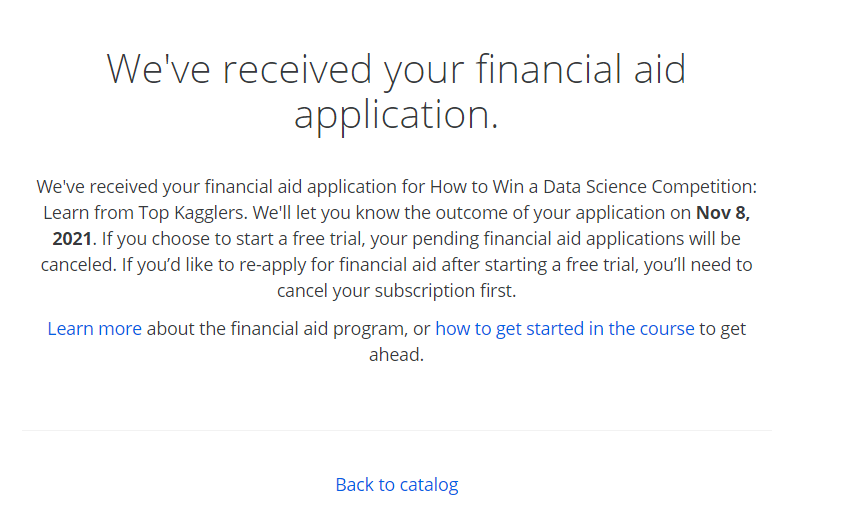 We've received your financial aid
application.
We've received your financial aid application for How to Win a Data Science Competition:
Learn from Top Kagglers. We'll let you know the outcome of your application on Nov 8,
2021. If you choose to start a free trial, your pending financial aid applications will be
canceled. If you’d like to re-apply for financial aid after starting a free trial, you’ll need to
cancel your subscription first.
Learn more about the financial aid program, or how to get started in the course to get
ahead.
Back to catalog